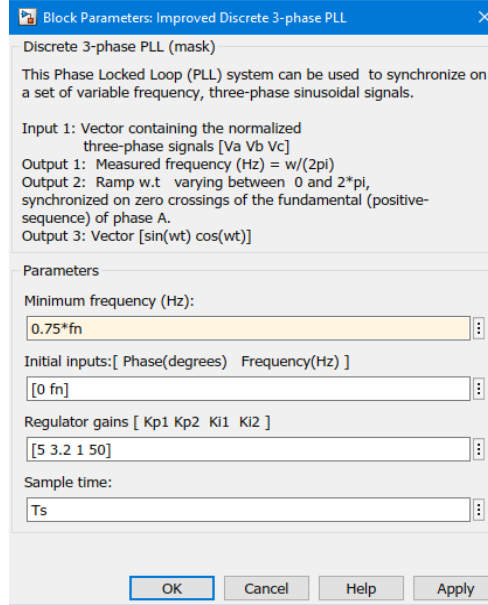 Block Parameters: Improved Discrete 3-phase PLL
Discrete 3-phase PLL (mask)
This Phase Locked Loop (PLL) system can be used to synchronize on
a set of variable frequency, three-phase sinusoidal signals.
Input 1: Vector containing the normalized
three-phase signals [Va Vb Vc]
Output 1: Measured frequency (Hz) = w/(2pi)
Output 2: Ramp w.t varying between 0 and 2*pi,
synchronized on zero crossings of the fundamental (positive-
sequence) of phase A.
Output 3: Vector [sin(wt) cos(wt)]
Parameters
Minimum frequency (Hz):
0.75*fn
Initial inputs:[ Phase(degrees) Frequency(Hz) ]
[0 fn]
Regulator gains [ Kp1 Kp2 Ki1 Ki2 ]
[5 3.2 1 50]
Sample time:
Ts
OK Cancel Help Apply